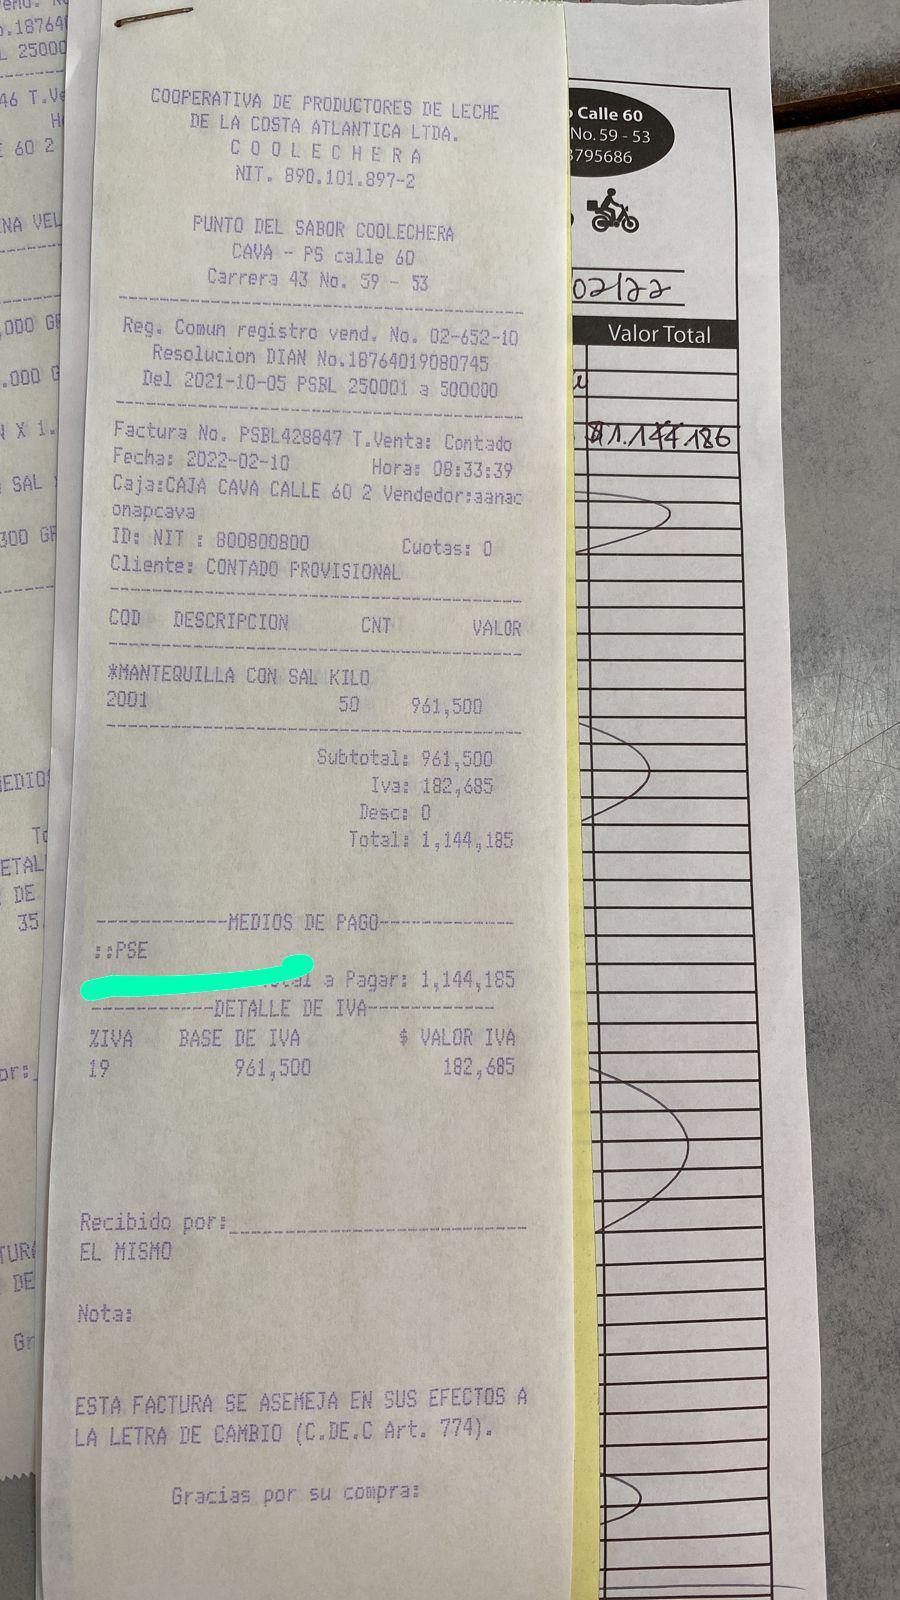 COOPERATIVA DE PRODUCTORES DE LECHE
DE LA COSTA ATLANTICA LTDA.
C O O L E C H E R A
NIT. 890.101.897-2
PUNTO DEL SABOR COOLECHERA
CAVA - PS calle 60
Carrera 43 No. 59 - 53
Reg. Comun registro vend. No. 02-652-10
Resolucion DIAN No.18764019080745
Del 2021-10-05 PSBL 250001 a 500000
Factura No. PSBL428847 T.Venta: Contado
Fecha: 2022-02-10 Hora: 08:33:39
Caja:CAJA CAVA CALLE 60 2 Vendedor:aanac
onapcava
ID: NIT : 800800800 Cuotas: 0
Cliente: CONTADO PROVISIONAL
COD DESCRIPCION CNT VALOR
*MANTEQUILLA CON SAL KILO
2001 50 961,500
Subtotal: 961,500
Iva: 182,685
Desc: 0
Total: 1,144,185
------------MEDIOS DE PAGO------------
::PSE
a Pagar: 1,144,185
-----------DETALLE DE IVA------------
%IVA BASE DE IVA $ VALOR IVA
19 961,500 182,685
Recibido por:
EL MISMO
Nota:
ESTA FACTURA SE ASEMEJA EN SUS EFECTOS A
LA LETRA DE CAMBIO (C.DE.C Art. 774).
Gracias por su compra:
Calle 60
No. 59 - 53
3795686
02/22
Valor Total
$1.144.186